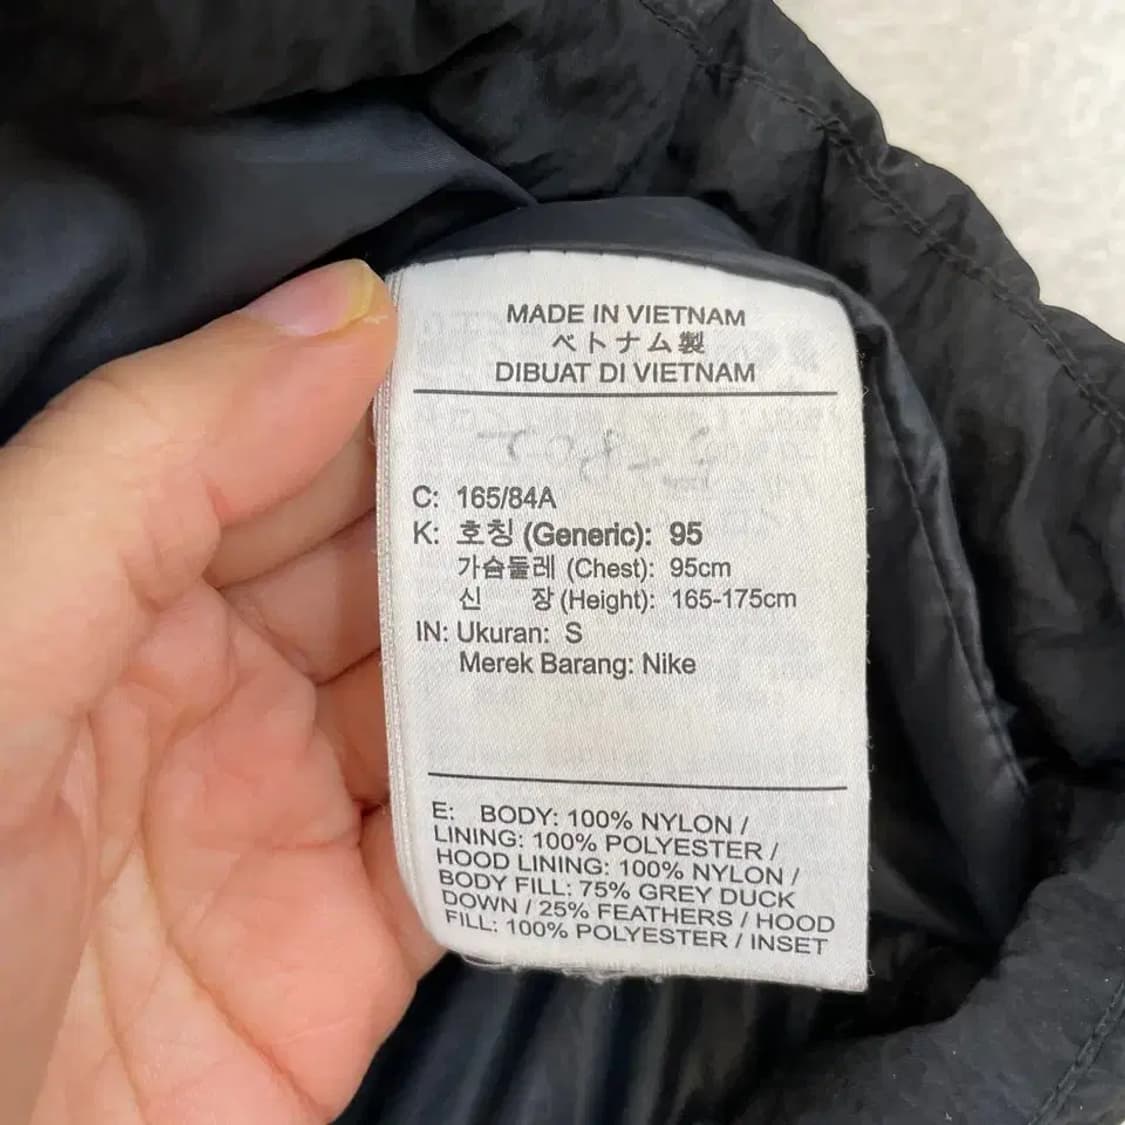 MADE IN VIETNAM
ベトナム製
DIBUAT DI VIETNAM
C: 165/84A
K: 호칭 (Generic): 95
가슴둘레 (Chest): 95cm
신 장 (Height): 165-175cm
IN: Ukuran: S
Merek Barang: Nike
E: BODY: 100% NYLON /
LINING: 100% POLYESTER /
HOOD LINING: 100% NYLON /
BODY FILL: 75% GREY DUCK
DOWN / 25% FEATHERS / HOOD
FILL: 100% POLYESTER / INSET